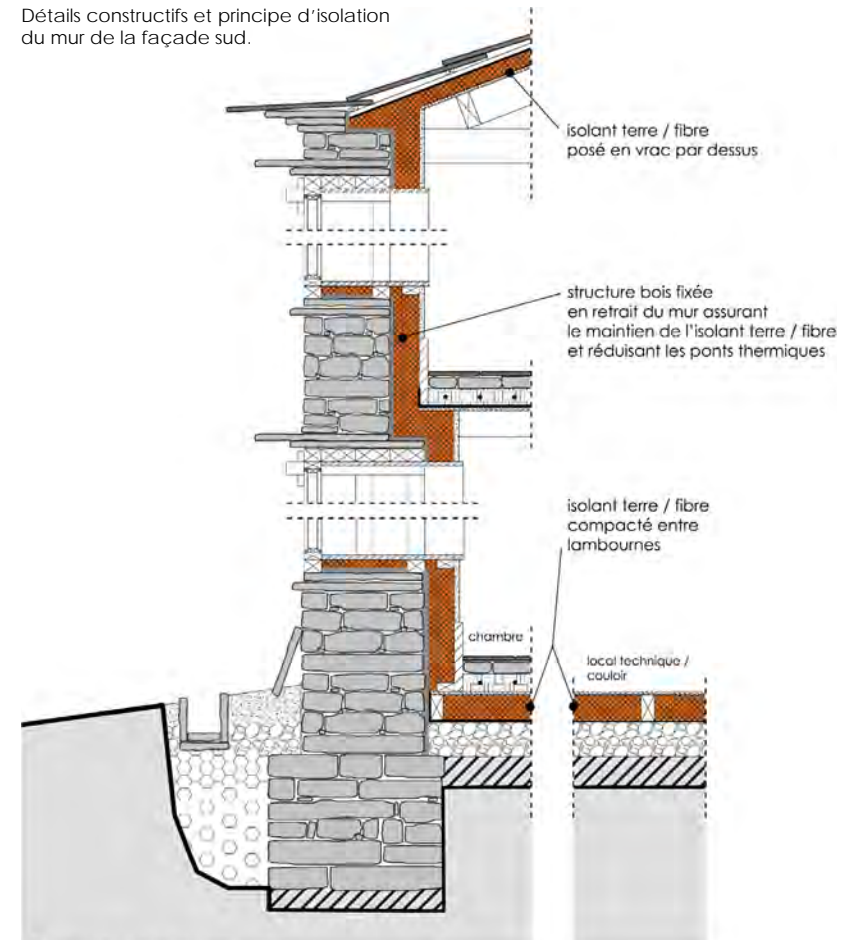 Détails constructifs et principe d'isolation
du mur de la façade sud.
isolant terre / fibre
posé en vrac par dessus
structure bois fixée
en retrait du mur assurant
le maintien de l'isolant terre / fibre
et réduisant les ponts thermiques
isolant terre / fibre
compacté entre
lambournes
chambre
local technique /
couloir